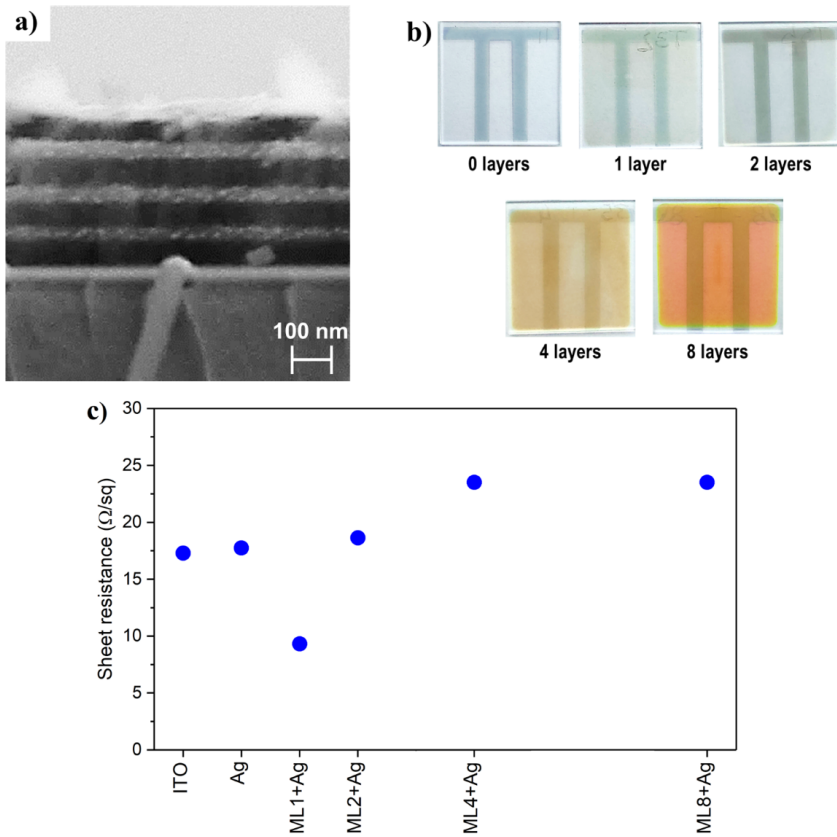 a)
100 nm
b)
0 layers
1 layer
2 layers
4 layers
8 layers
c)
Sheet resistance (Ω/sq)
30
25
20
15
10
5
0
ITO
Ag
ML1+Ag
ML2+Ag
ML4+Ag
ML8+Ag